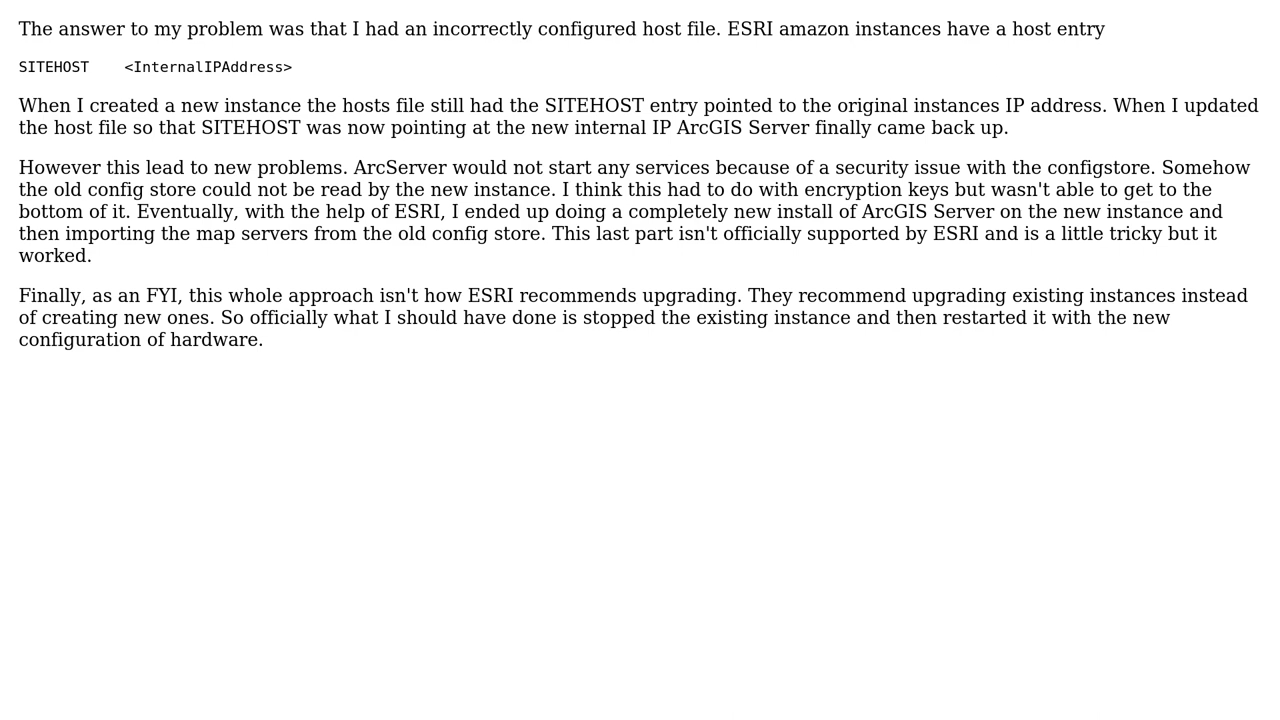 The answer to my problem was that I had an incorrectly configured host file. ESRI amazon instances have a host entry
SITEHOST    <InternalIPAddress>
When I created a new instance the hosts file still had the SITEHOST entry pointed to the original instances IP address. When I updated
the host file so that SITEHOST was now pointing at the new internal IP ArcGIS Server finally came back up.
However this lead to new problems. ArcServer would not start any services because of a security issue with the configstore. Somehow
the old config store could not be read by the new instance. I think this had to do with encryption keys but wasn't able to get to the
bottom of it. Eventually, with the help of ESRI, I ended up doing a completely new install of ArcGIS Server on the new instance and
then importing the map servers from the old config store. This last part isn't officially supported by ESRI and is a little tricky but it
worked.
Finally, as an FYI, this whole approach isn't how ESRI recommends upgrading. They recommend upgrading existing instances instead
of creating new ones. So officially what I should have done is stopped the existing instance and then restarted it with the new
configuration of hardware.